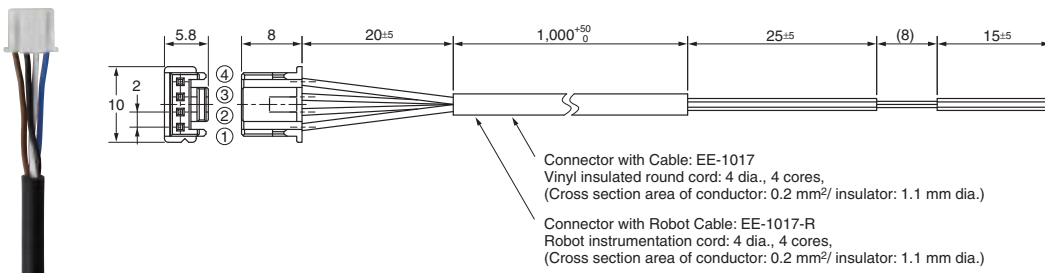 5.8
8
20±5
1,000 +50 0
25±5
(8)
15±5
2
10
④
③
②
①
Connector with Cable: EE-1017
Vinyl insulated round cord: 4 dia., 4 cores,
(Cross section area of conductor: 0.2 mm²/ insulator: 1.1 mm dia.)
Connector with Robot Cable: EE-1017-R
Robot instrumentation cord: 4 dia., 4 cores,
(Cross section area of conductor: 0.2 mm²/ insulator: 1.1 mm dia.)